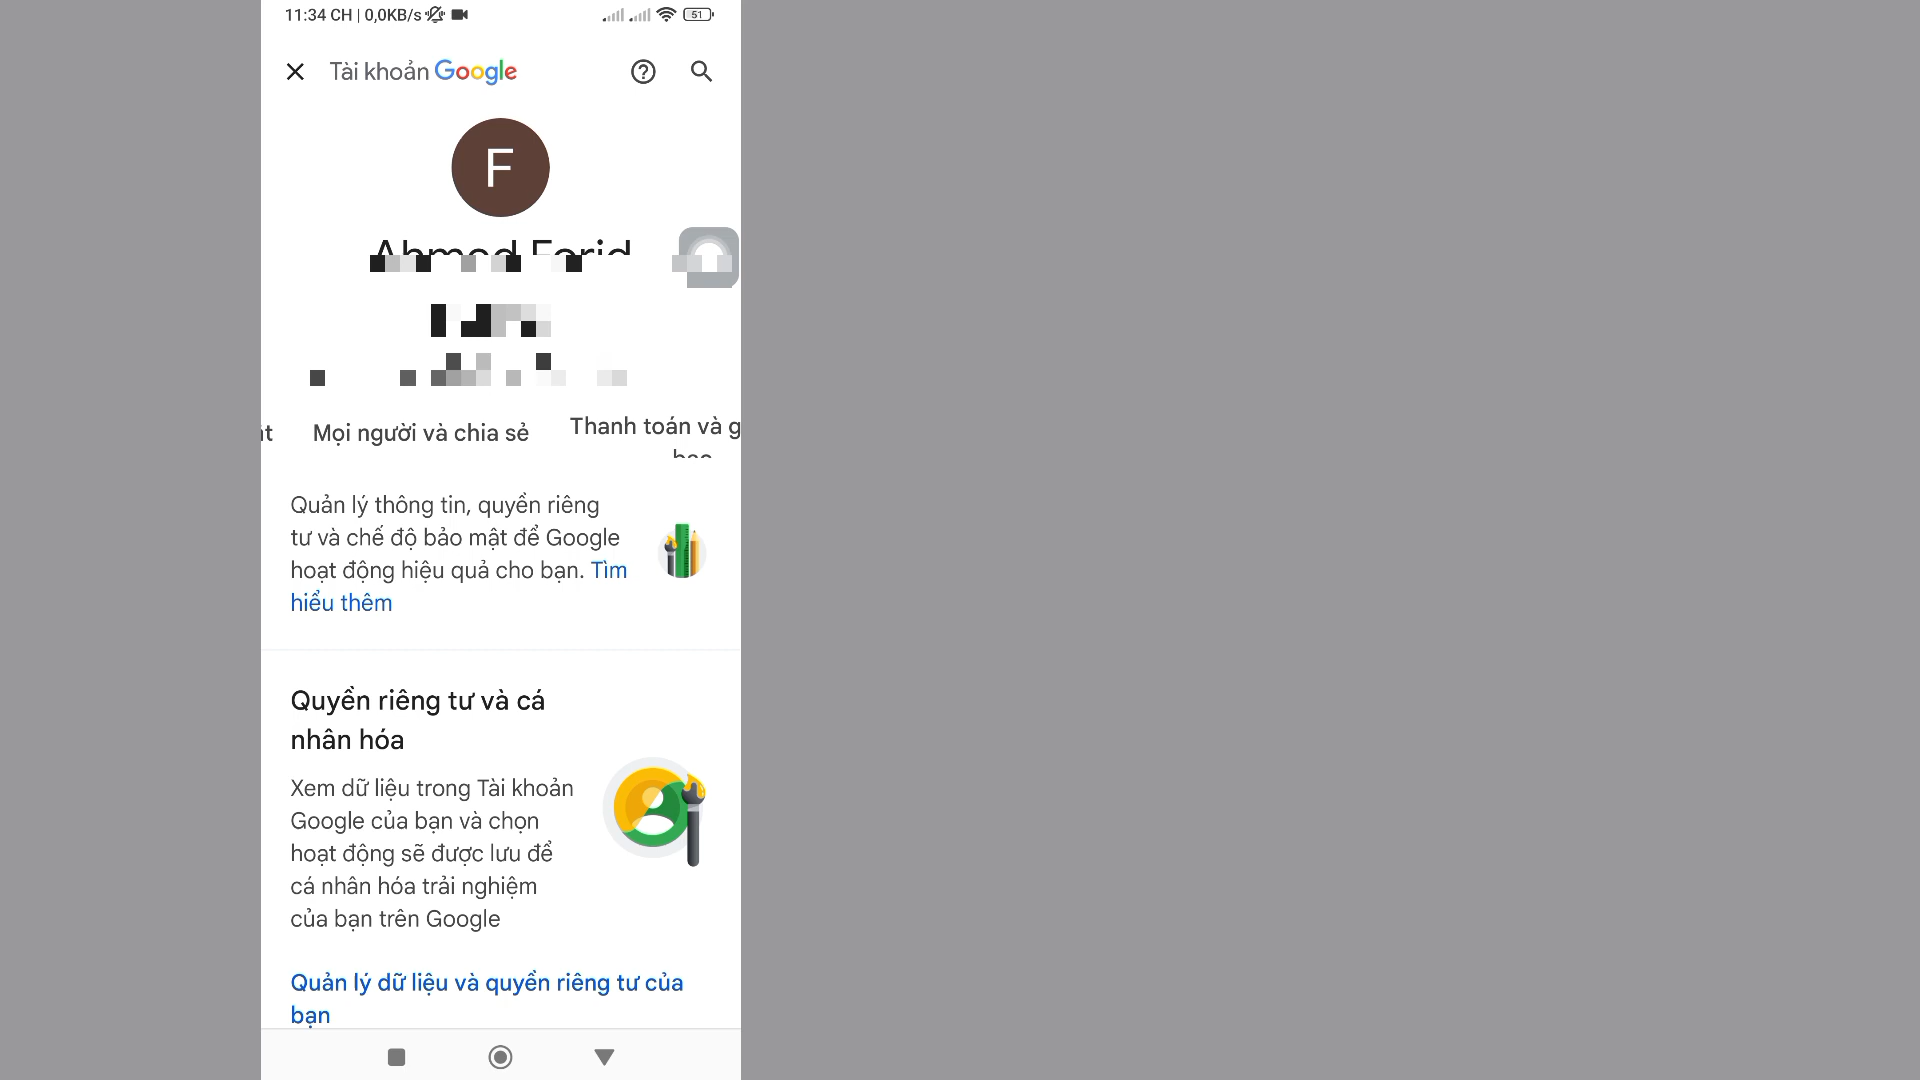 11:34 CH | 0,0KB/s
51
Tài khoản Google
F
Mọi người và chia sẻ
Thanh toán và g
Quản lý thông tin, quyền riêng
tư và chế độ bảo mật để Google
hoạt động hiệu quả cho bạn. Tìm
hiểu thêm
Quyền riêng tư và cá
nhân hóa
Xem dữ liệu trong Tài khoản
Google của bạn và chọn
hoạt động sẽ được lưu để
cá nhân hóa trải nghiệm
của bạn trên Google
Quản lý dữ liệu và quyền riêng tư của
bạn